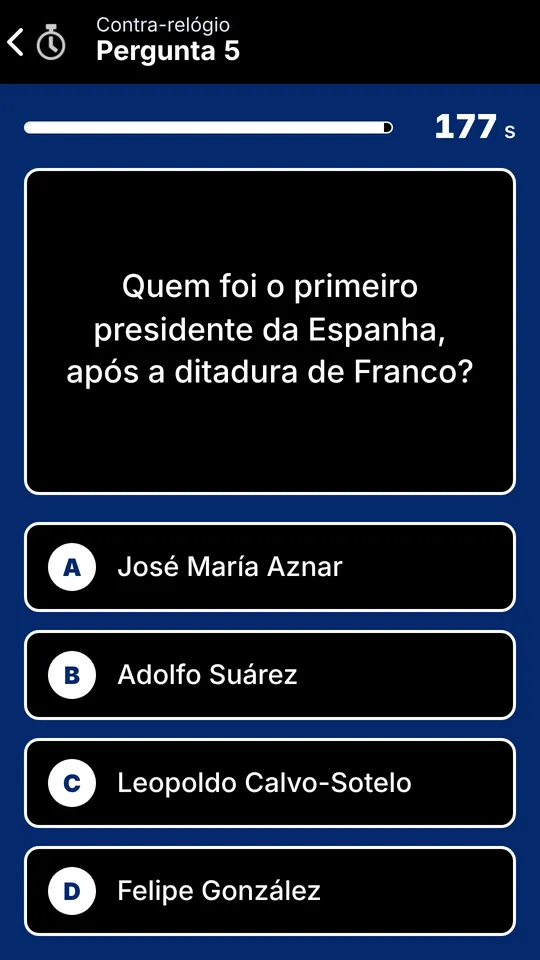 Contra-relógio
Pergunta 5
177 s
Quem foi o primeiro
presidente da Espanha,
após a ditadura de Franco?
A José María Aznar
B Adolfo Suárez
C Leopoldo Calvo-Sotelo
D Felipe González